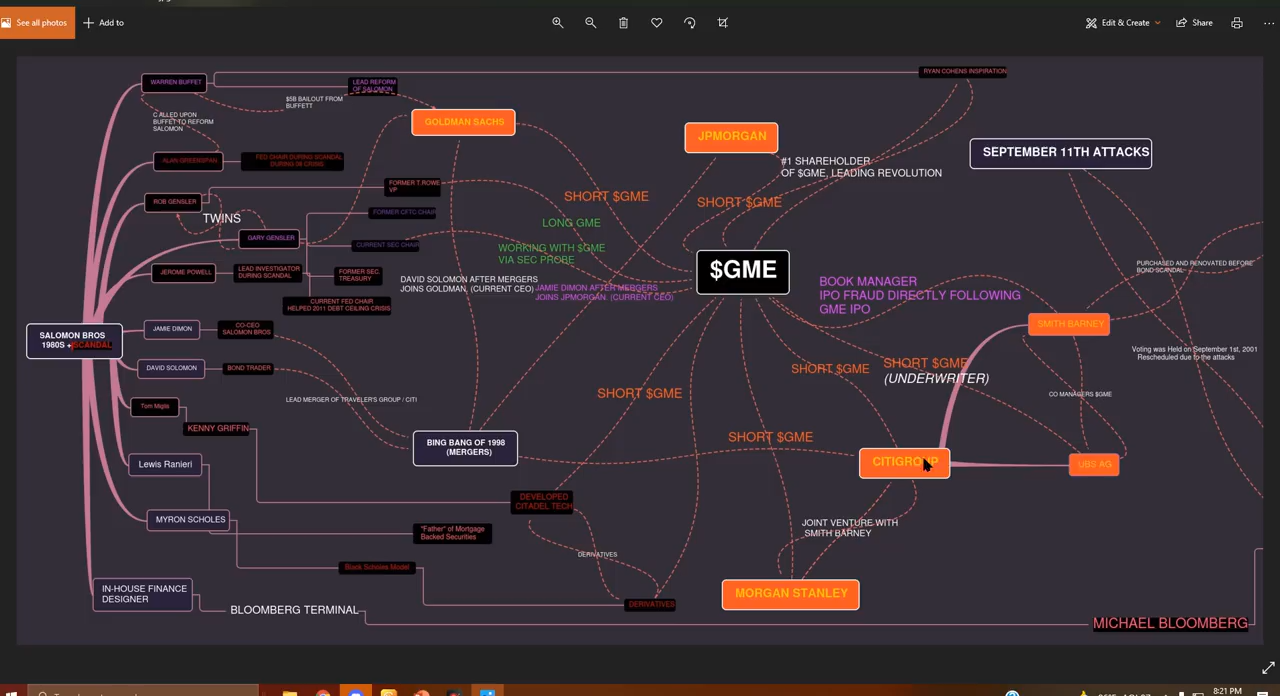 See all photos
Add to
Edit & Create
Share
WARREN BUFFET
LEAD REFORM
OF SALOMON
RYAN COHENS INSPIRATION
$5B BAILOUT FROM
BUFFETT
C ALLED UPON
BUFFET TO REFORM
SALOMON
GOLDMAN SACHS
JPMORGAN
SEPTEMBER 11TH ATTACKS
ALAN GREENSPAN
FED CHAIR DURING SCANDAL
DURING 08 CRISIS
#1 SHAREHOLDER
OF $GME, LEADING REVOLUTION
FORMER T.ROWE
VP
SHORT $GME
SHORT $GME
ROB GENSLER
FORMER CFTC CHAIR
TWINS
LONG GME
GARY GENSLER
CURRENT SEC CHAIR
WORKING WITH $GME
VIA SEC PROBE
$GME
PURCHASED AND RENOVATED BEFORE
BOND SCANDAL
JEROME POWELL
LEAD INVESTIGATOR
DURING SCANDAL
FORMER SEC
TREASURY
DAVID SOLOMON AFTER MERGERS
JOINS GOLDMAN. (CURRENT CEO)
JAMIE DIMON AFTER MERGERS
JOINS JPMORGAN. (CURRENT CEO)
BOOK MANAGER
IPO FRAUD DIRECTLY FOLLOWING
GME IPO
CURRENT FED CHAIR
HELPED 2011 DEBT CEILING CRISIS
SMITH BARNEY
SALOMON BROS
1980S + SCANDAL
JAMIE DIMON
CO-CEO
SALOMON BROS
Voting was Held on September 1st, 2001
Rescheduled due to the attacks
DAVID SOLOMON
BOND TRADER
SHORT $GME
SHORT $GME
(UNDERWRITER)
LEAD MERGER OF TRAVELER'S GROUP / CITI
SHORT $GME
CO MANAGERS $GME
KENNY GRIFFIN
BING BANG OF 1998
(MERGERS)
SHORT $GME
Lewis Ranieri
CITIGROUP
UBS AG
DEVELOPED
CITADEL TECH
MYRON SCHOLES
"Father" of Mortgage
Backed Securities
JOINT VENTURE WITH
SMITH BARNEY
DERIVATIVES
Black Scholes Model
IN-HOUSE FINANCE
DESIGNER
MORGAN STANLEY
BLOOMBERG TERMINAL
DERIVATIVES
MICHAEL BLOOMBERG
8:21 PM